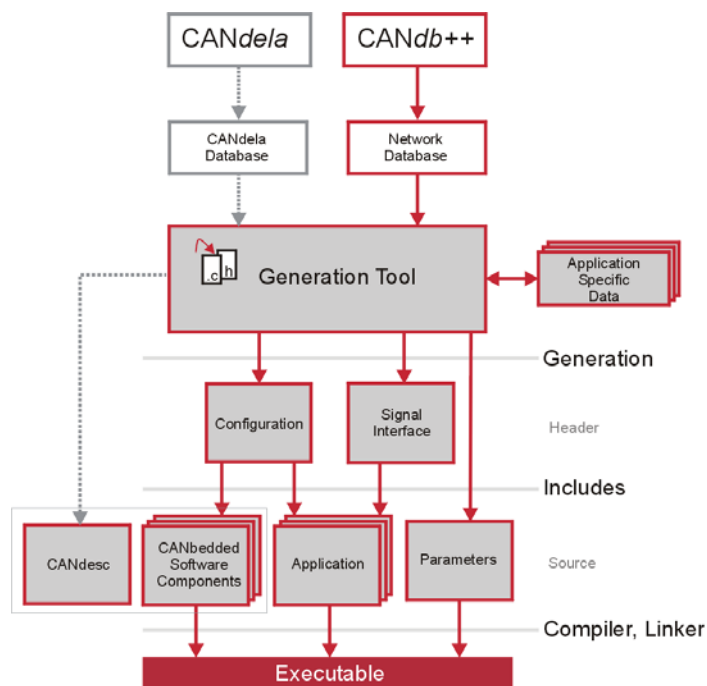 CANdela
CANdb++
CANdela
Database
Network
Database
.c
h
Generation Tool
Application
Specific
Data
Generation
Configuration
Signal
Interface
Header
Includes
CANdesc
CANbedded
Software
Components
Application
Parameters
Source
Compiler, Linker
Executable